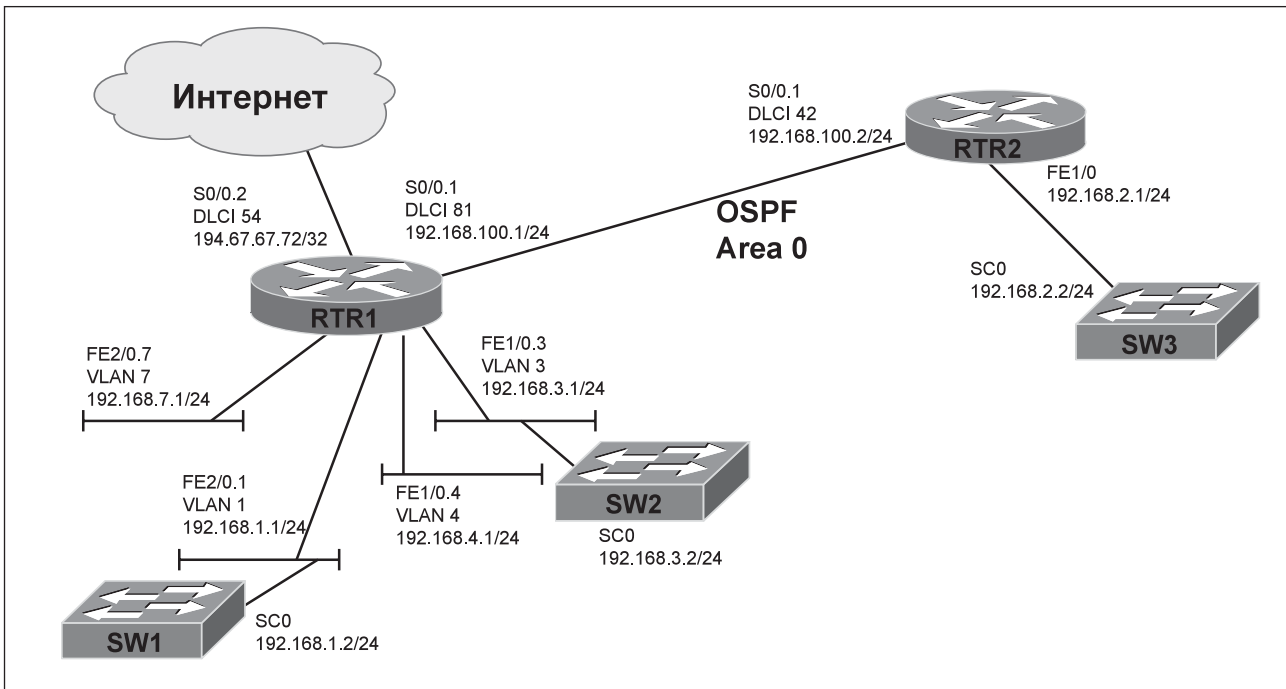 Интернет
S0/0.1
DLCI 42
192.168.100.2/24
RTR2
FE1/0
192.168.2.1/24
S0/0.2
DLCI 54
194.67.67.72/32
S0/0.1
DLCI 81
192.168.100.1/24
OSPF
Area 0
SC0
192.168.2.2/24
SW3
RTR1
FE2/0.7
VLAN 7
192.168.7.1/24
FE1/0.3
VLAN 3
192.168.3.1/24
FE2/0.1
VLAN 1
192.168.1.1/24
FE1/0.4
VLAN 4
192.168.4.1/24
SW2
SC0
192.168.3.2/24
SW1
SC0
192.168.1.2/24